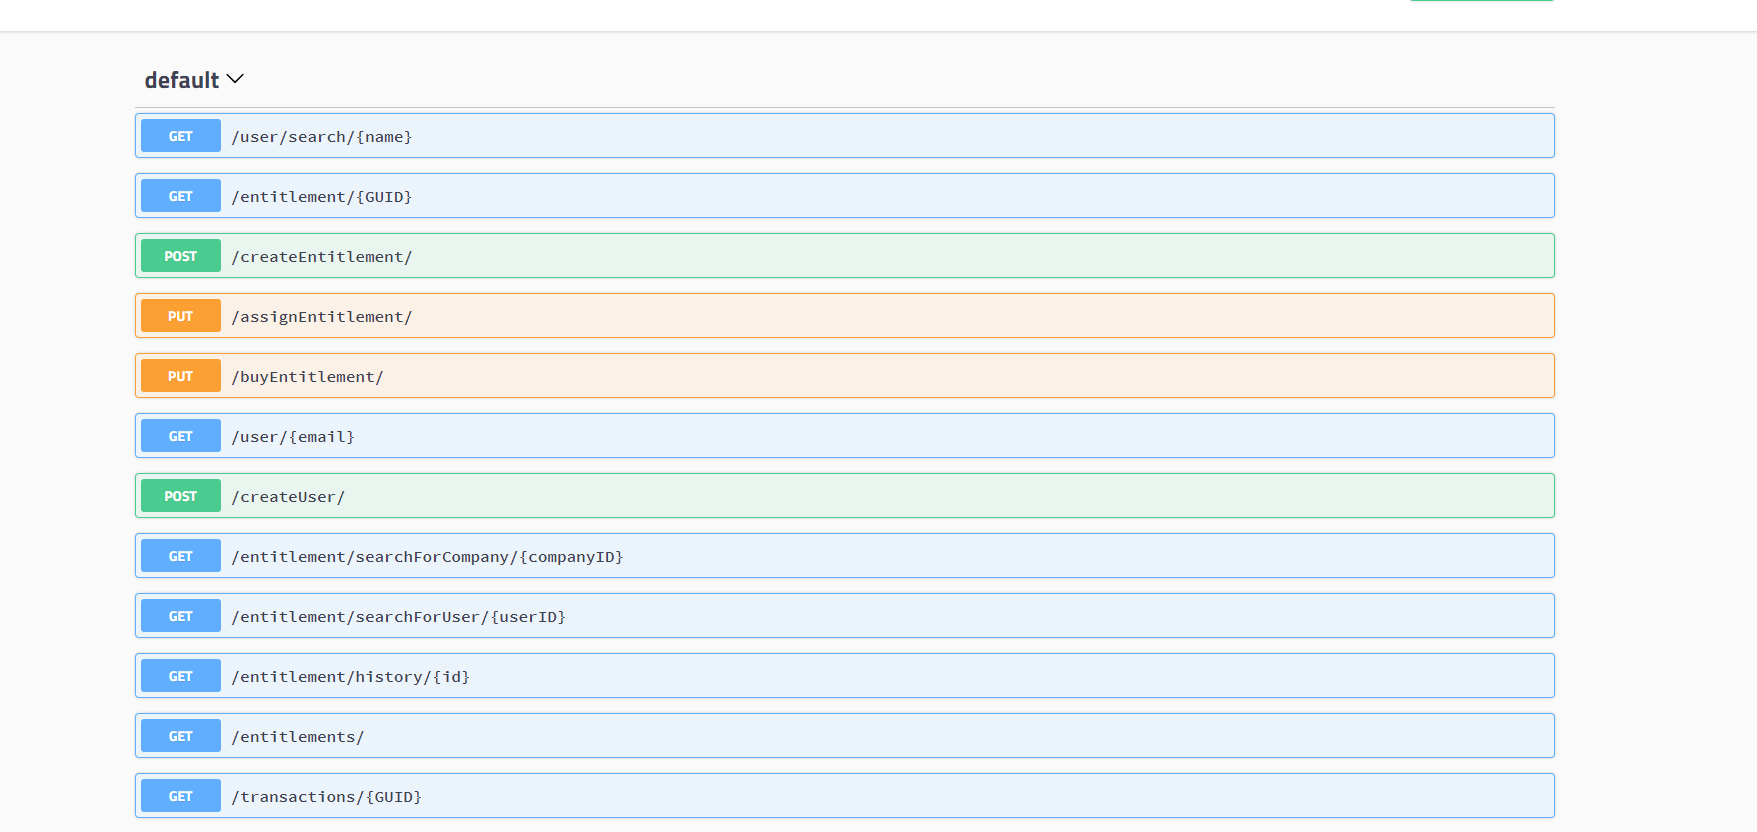 default
GET /user/search/{name}
GET /entitlement/{GUID}
POST /createEntitlement/
PUT /assignEntitlement/
PUT /buyEntitlement/
GET /user/{email}
POST /createUser/
GET /entitlement/searchForCompany/{companyID}
GET /entitlement/searchForUser/{userID}
GET /entitlement/history/{id}
GET /entitlements/
GET /transactions/{GUID}